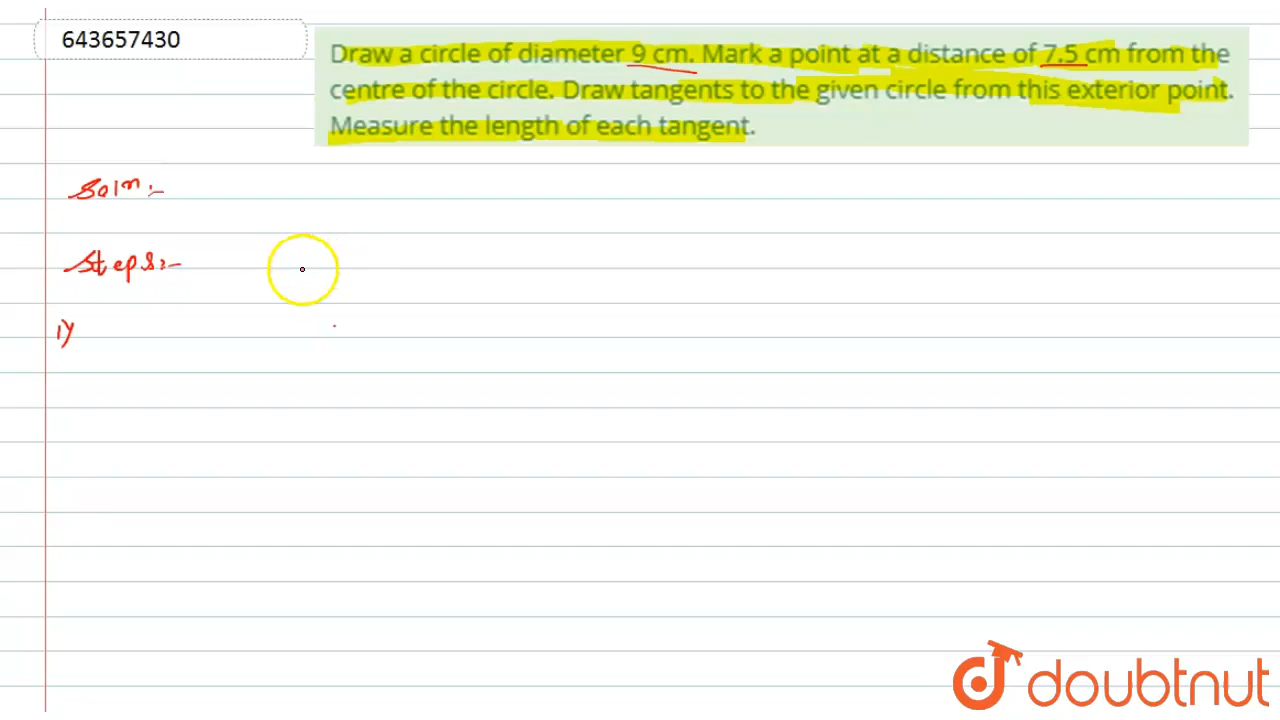 643657430
Draw a circle of diameter 9 cm. Mark a point at a distance of 7.5 cm from the
centre of the circle. Draw tangents to the given circle from this exterior point.
Measure the length of each tangent.
Soln:-
Steps:-
1)
doubtnut